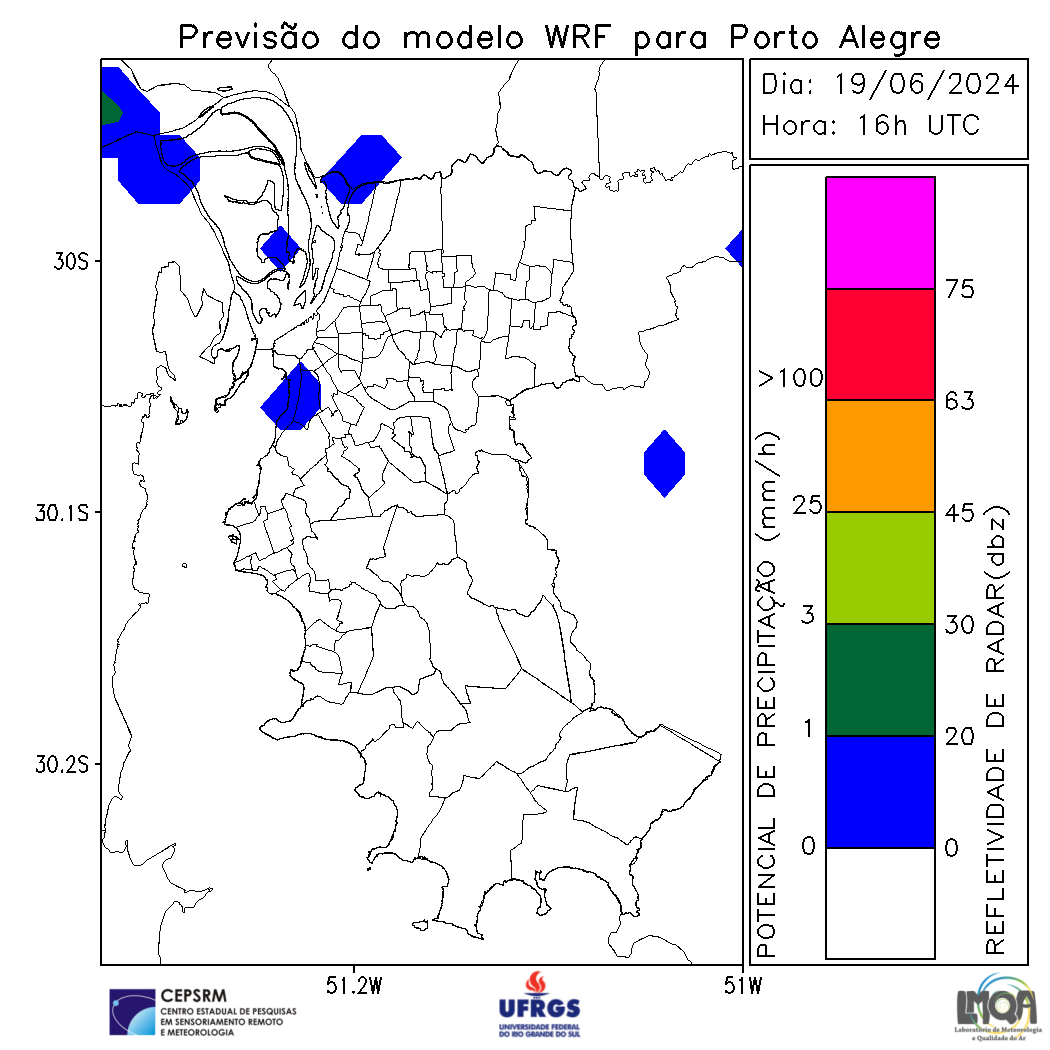 Previsão do modelo WRF para Porto Alegre
Dia: 19/06/2024
Hora: 16h UTC
30S
30.1S
30.2S
51.2W
51W
POTENCIAL DE PRECIPITAÇÃO (mm/h)
>100
25
3
1
0
75
63
45
30
20
0
REFLETIVIDADE DE RADAR(dbz)
CEPSRM
CENTRO ESTADUAL DE PESQUISAS
EM SENSORIAMENTO REMOTO
E METEOROLOGIA
UFRGS
UNIVERSIDADE FEDERAL
DO RIO GRANDE DO SUL
LMQA
Laboratório de Meteorologia
e Qualidade do Ar